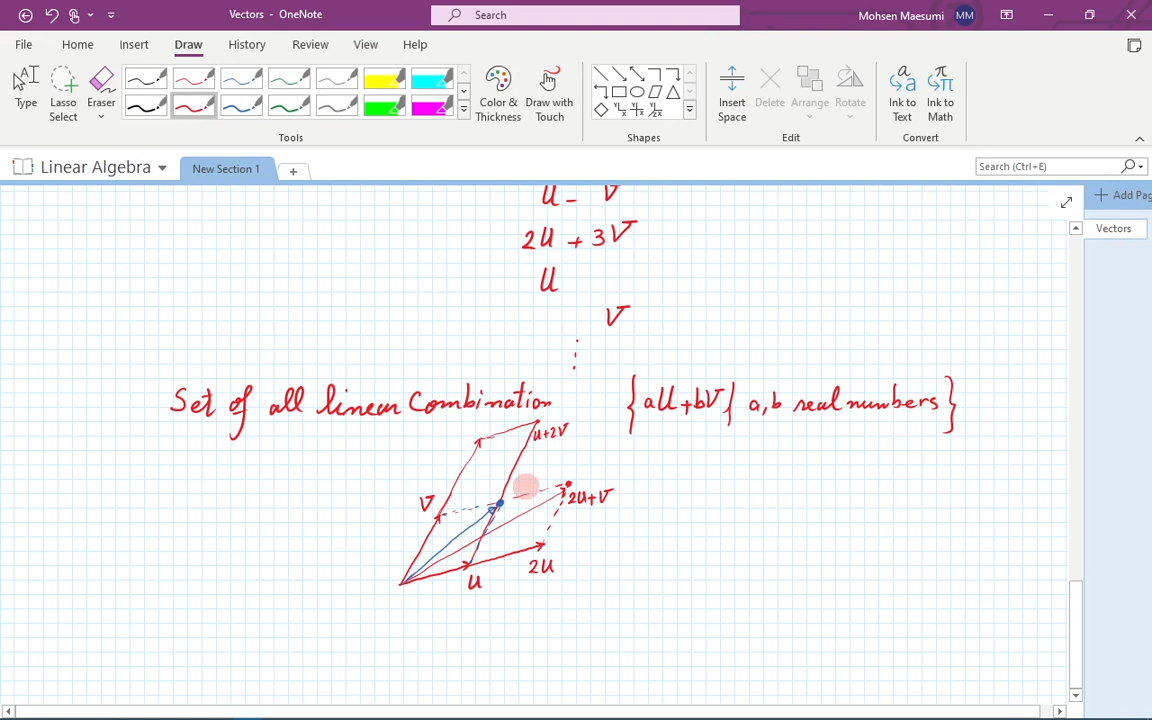 Vectors - OneNote
Search
Mohsen Maesumi
MM
File Home Insert Draw History Review View Help
Type
Lasso Select
Eraser
Color & Thickness
Draw with Touch
Insert Space
Delete
Arrange
Rotate
Ink to Text
Ink to Math
Tools
Shapes
Edit
Convert
Linear Algebra
New Section 1
+
Search (Ctrl+E)
Add Pag
Vectors
U - V
2U + 3V
U
V
⋮
Set of all linear Combination { aU+bV | a, b real numbers }
U+2V
V
2U+V
2U
U